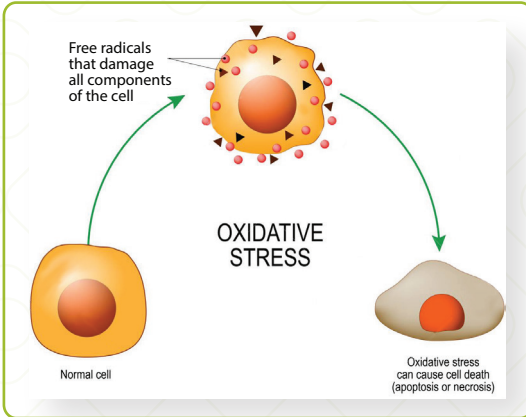 Free radicals
that damage
all components
of the cell
OXIDATIVE
STRESS
Normal cell
Oxidative stress
can cause cell death
(apoptosis or necrosis)